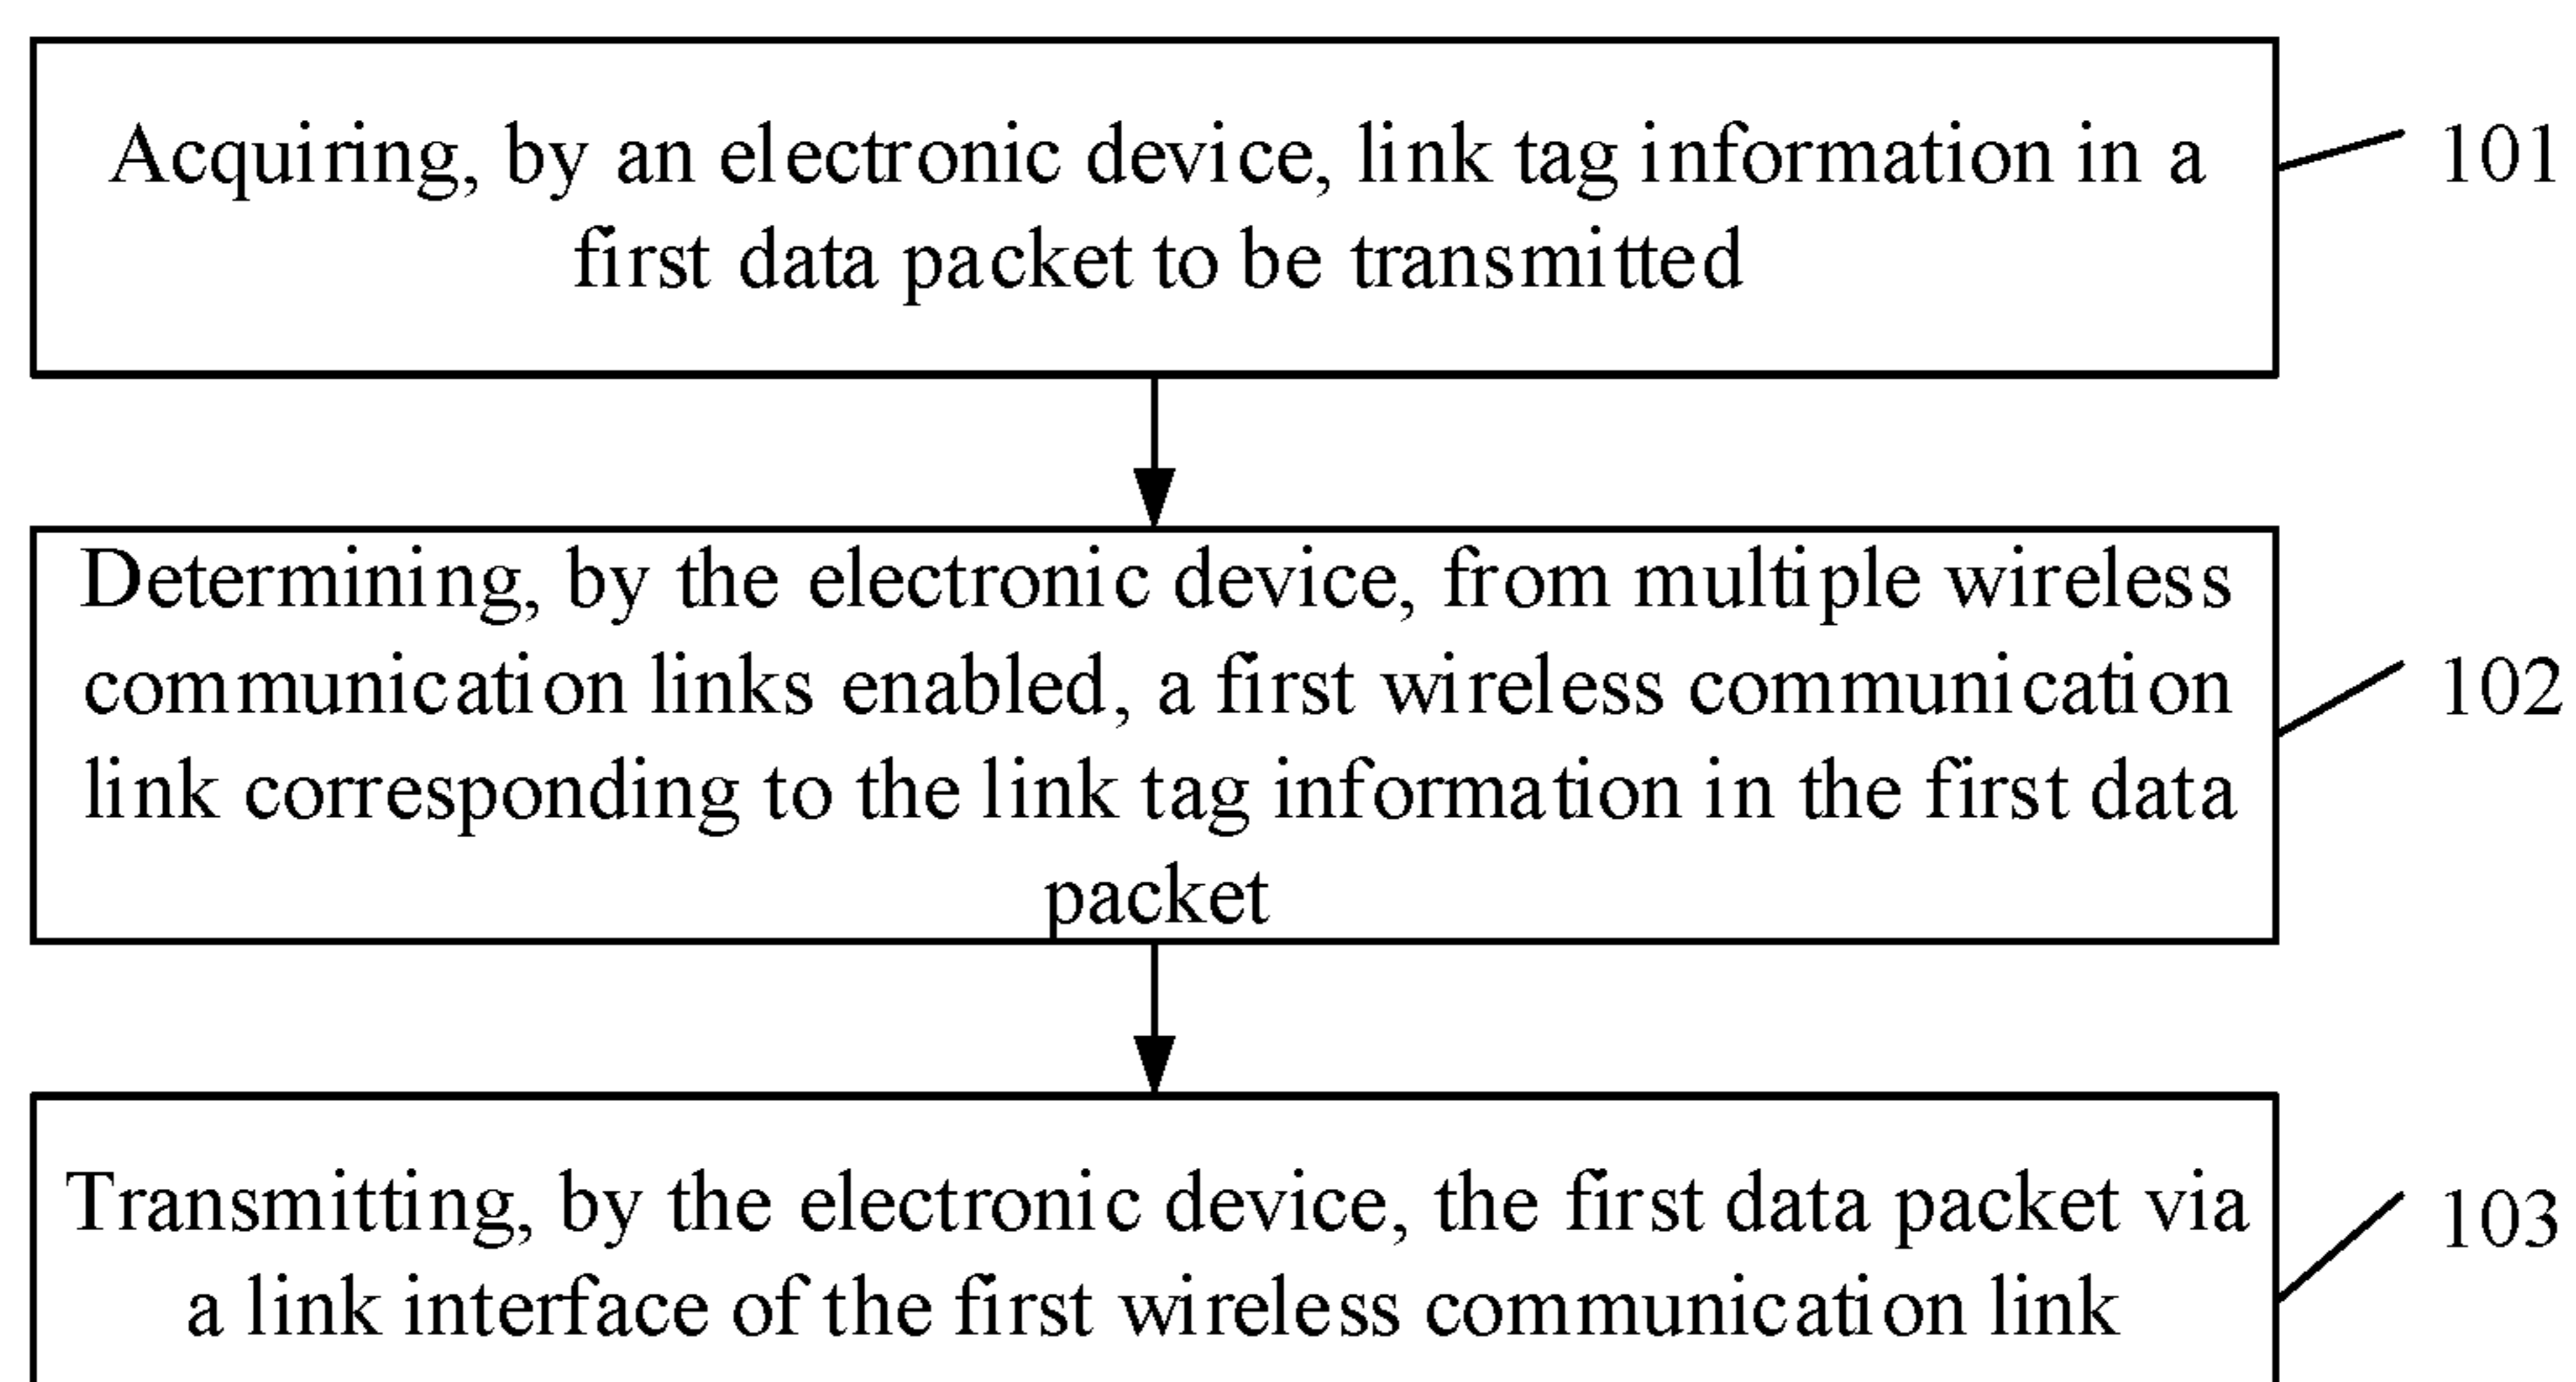 Acquiring, by an electronic device, link tag information in a
first data packet to be transmitted
101
Determining, by the electronic device, from multiple wireless
communication links enabled, a first wireless communication
link corresponding to the link tag information in the first data
packet
102
Transmitting, by the electronic device, the first data packet via
a link interface of the first wireless communication link
103